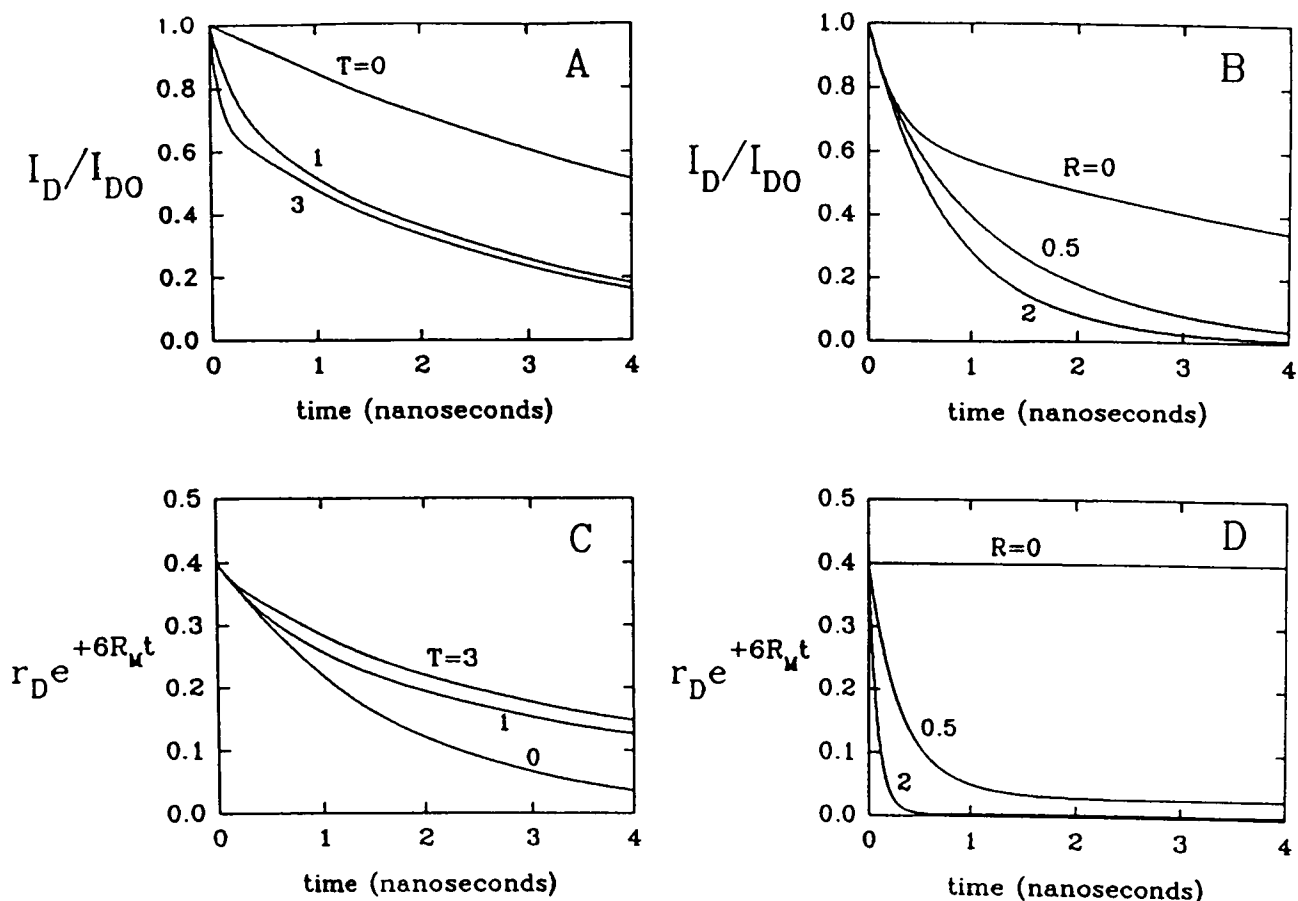 A
I_D/I_DO
1.0
0.8
0.6
0.4
0.2
0.0
T=0
1
3
0 1 2 3 4
time (nanoseconds)
B
I_D/I_DO
1.0
0.8
0.6
0.4
0.2
0.0
R=0
0.5
2
0 1 2 3 4
time (nanoseconds)
C
r_D e^{+6R_M t}
0.5
0.4
0.3
0.2
0.1
0.0
T=3
1
0
0 1 2 3 4
time (nanoseconds)
D
r_D e^{+6R_M t}
0.5
0.4
0.3
0.2
0.1
0.0
R=0
0.5
2
0 1 2 3 4
time (nanoseconds)